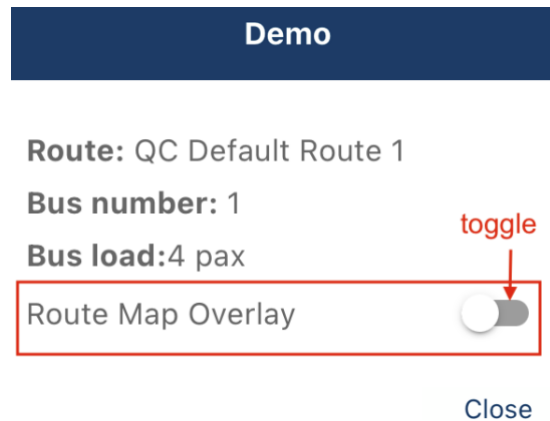 Demo
Route: QC Default Route 1
Bus number: 1
toggle
Bus load:4 pax
Route Map Overlay
Close